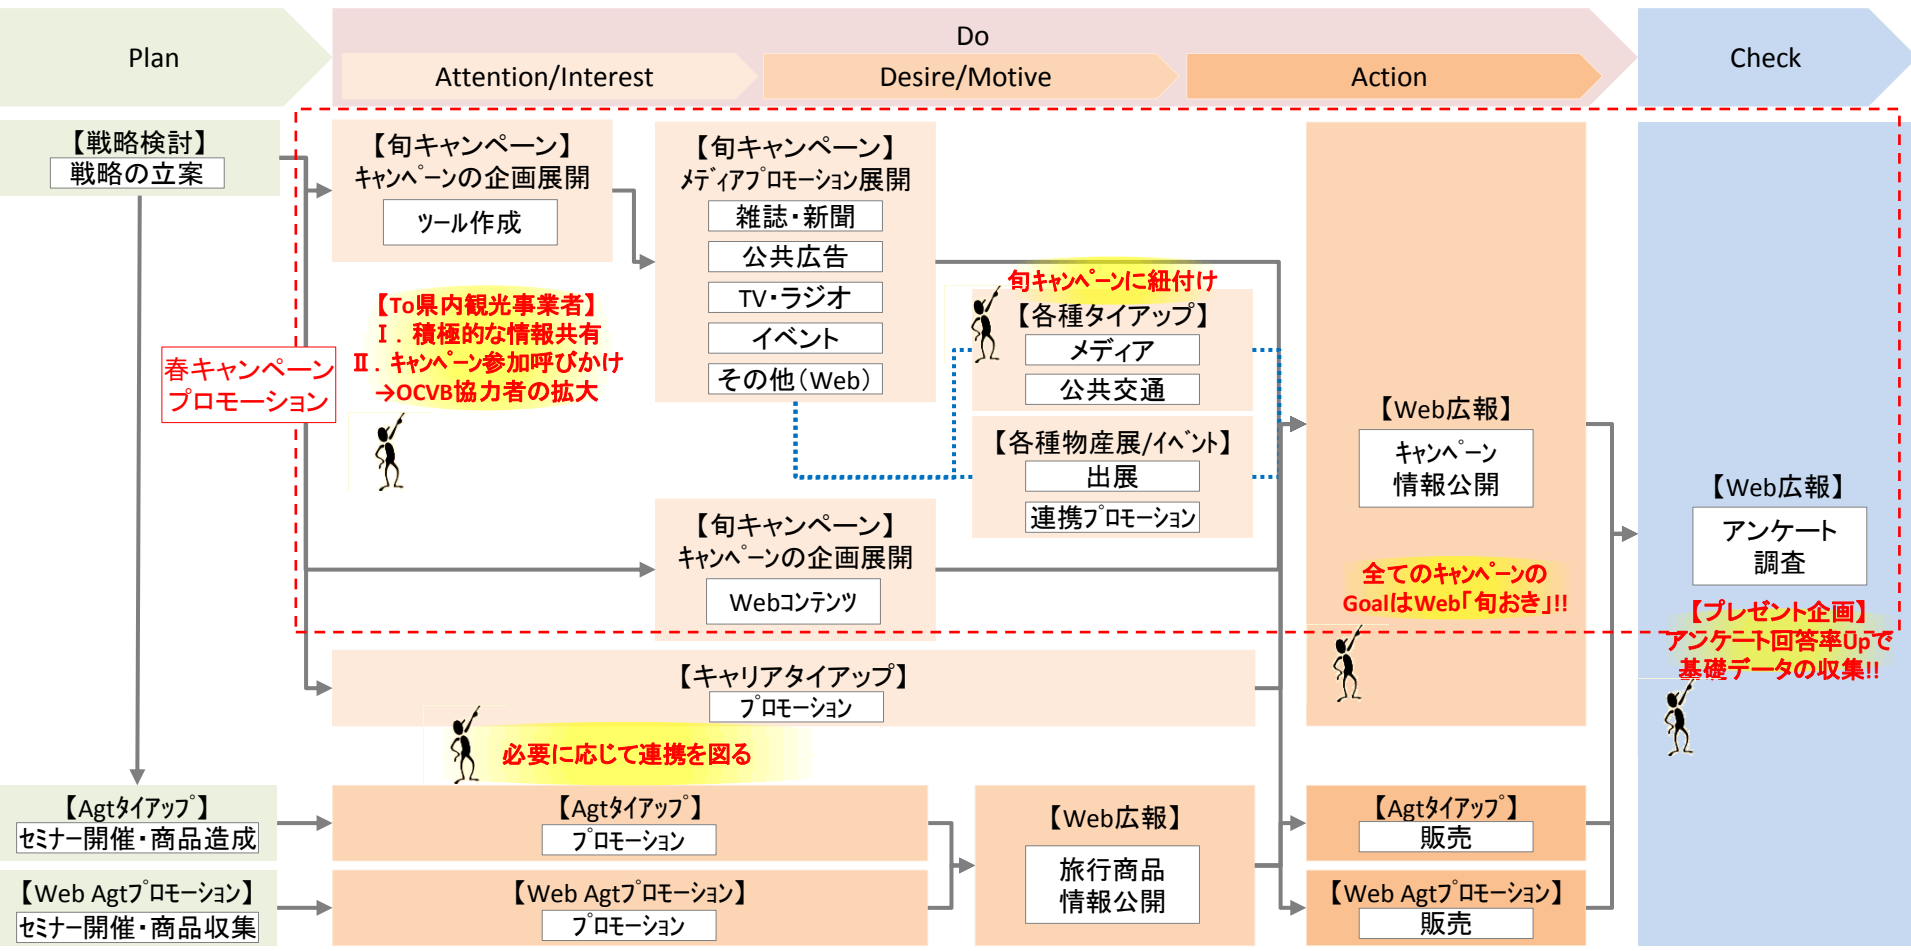 Plan
Do
Check
Attention/Interest
Desire/Motive
Action
【戦略検討】
戦略の立案
【旬キャンペーン】
キャンペーンの企画展開
ツール作成
【旬キャンペーン】
メディアプロモーション展開
雑誌・新聞
公共広告
TV・ラジオ
イベント
その他（Web）
【To県内観光事業者】
Ⅰ．積極的な情報共有
Ⅱ．キャンペーン参加呼びかけ
→OCVB協力者の拡大
春キャンペーン
プロモーション
旬キャンペーンに紐付け
【各種タイアップ】
メディア
公共交通
【各種物産展/イベント】
出展
連携プロモーション
【Web広報】
キャンペーン
情報公開
【Web広報】
アンケート
調査
【旬キャンペーン】
キャンペーンの企画展開
Webコンテンツ
全てのキャンペーンの
GoalはWeb「旬おき」!!
【プレゼント企画】
アンケート回答率Upで
基礎データの収集!!
【キャリアタイアップ】
プロモーション
必要に応じて連携を図る
【Agtタイアップ】
セミナー開催・商品造成
【Agtタイアップ】
プロモーション
【Web広報】
旅行商品
情報公開
【Agtタイアップ】
販売
【Web Agtプロモーション】
セミナー開催・商品収集
【Web Agtプロモーション】
プロモーション
【Web Agtプロモーション】
販売